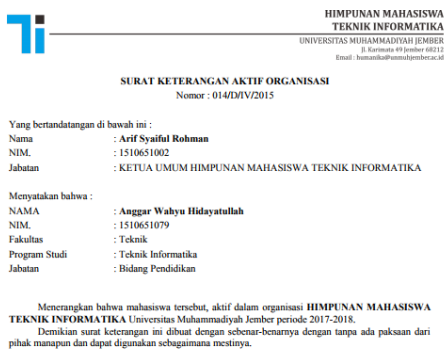 HIMPUNAN MAHASISWA
TEKNIK INFORMATIKA
UNIVERSITAS MUHAMMADIYAH JEMBER
Jl. Karimata 49 Jember 68212
Email : humanika@unmuhjember.ac.id
SURAT KETERANGAN AKTIF ORGANISASI
Nomor : 014/D/IV/2015
Yang bertandatangan di bawah ini :
Nama : Arif Syaiful Rohman
NIM. : 1510651002
Jabatan : KETUA UMUM HIMPUNAN MAHASISWA TEKNIK INFORMATIKA
Menyatakan bahwa :
NAMA : Anggar Wahyu Hidayatullah
NIM. : 1510651079
Fakultas : Teknik
Program Studi : Teknik Informatika
Jabatan : Bidang Pendidikan
Menerangkan bahwa mahasiswa tersebut, aktif dalam organisasi HIMPUNAN MAHASISWA
TEKNIK INFORMATIKA Universitas Muhammadiyah Jember periode 2017-2018.
Demikian surat keterangan ini dibuat dengan sebenar-benarnya dengan tanpa ada paksaan dari
pihak manapun dan dapat digunakan sebagaimana mestinya.